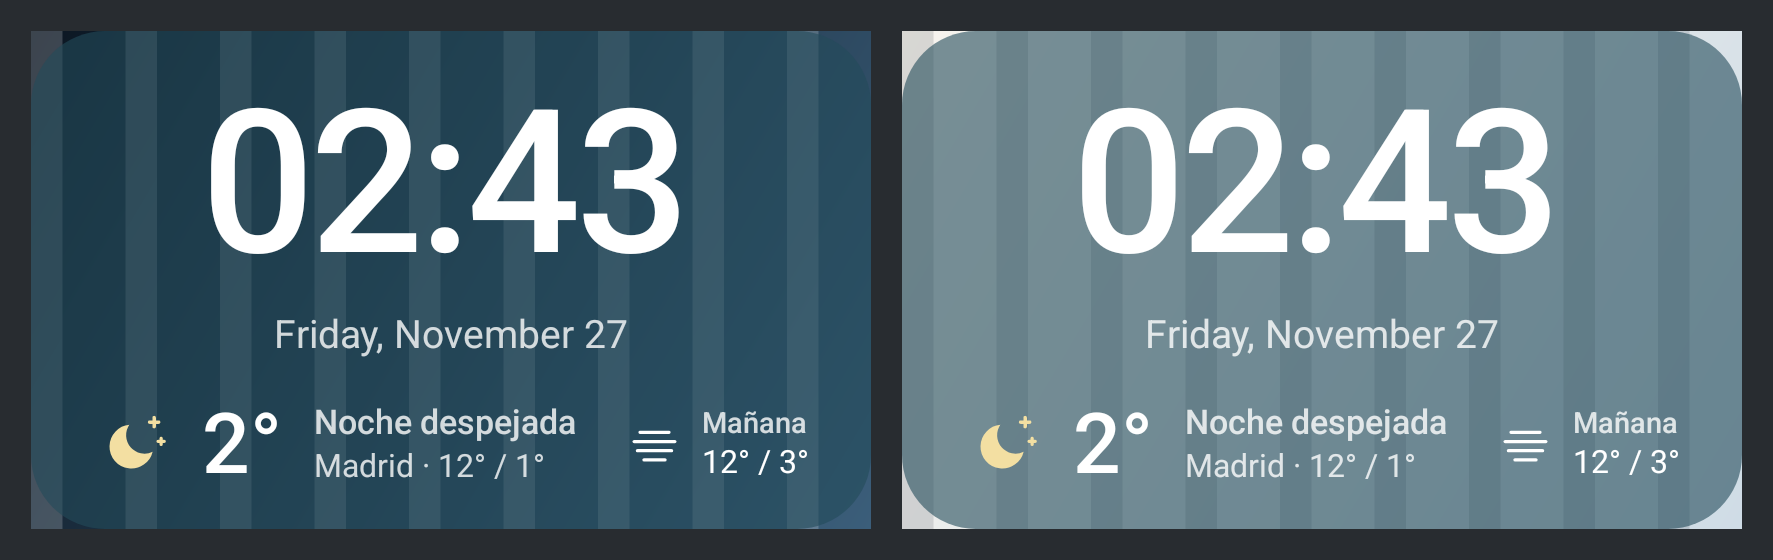 02:43
Friday, November 27
2°
Noche despejada
Madrid · 12° / 1°
Mañana
12° / 3°
02:43
Friday, November 27
2°
Noche despejada
Madrid · 12° / 1°
Mañana
12° / 3°